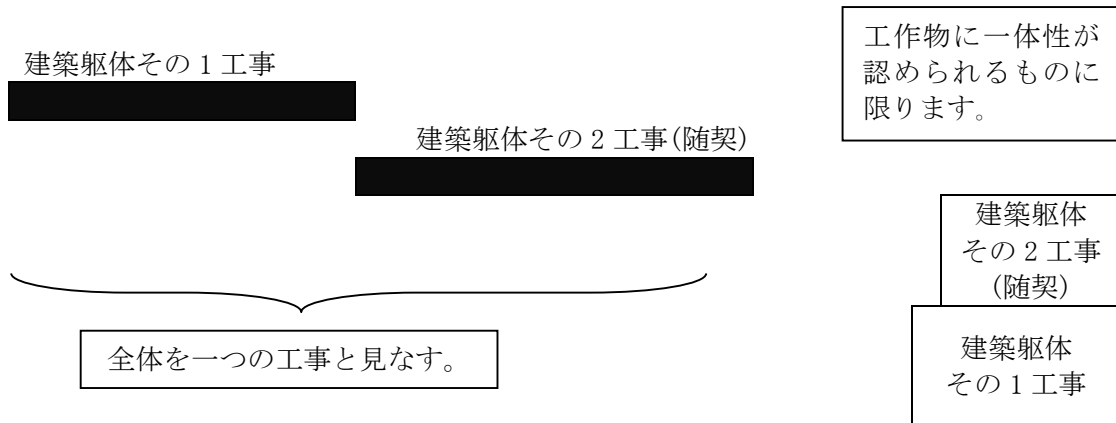 建築躯体その1工事
建築躯体その2工事(随契)
全体を一つの工事と見なす。
工作物に一体性が
認められるものに
限ります。
建築躯体
その2工事
(随契)
建築躯体
その1工事